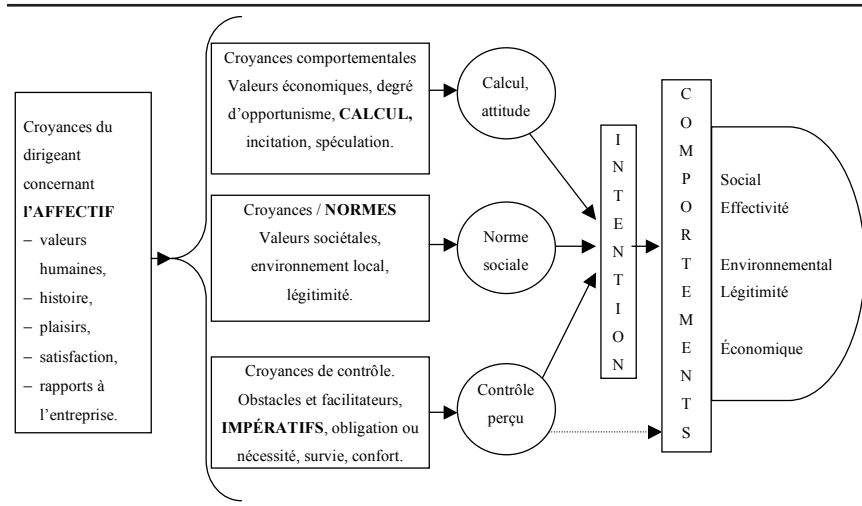 Croyances du
dirigeant
concernant
l’AFFECTIF
– valeurs
humaines,
– histoire,
– plaisirs,
– satisfaction,
– rapports à
l’entreprise.
Croyances comportementales
Valeurs économiques, degré
d’opportunisme, CALCUL,
incitation, spéculation.
Croyances / NORMES
Valeurs sociétales,
environnement local,
légitimité.
Croyances de contrôle.
Obstacles et facilitateurs,
IMPÉRATIFS, obligation ou
nécessité, survie, confort.
Calcul,
attitude
Norme
sociale
Contrôle
perçu
I
N
T
E
N
T
I
O
N
C
O
M
P
O
R
T
E
M
E
N
T
S
Social
Effectivité
Environnemental
Légitimité
Économique